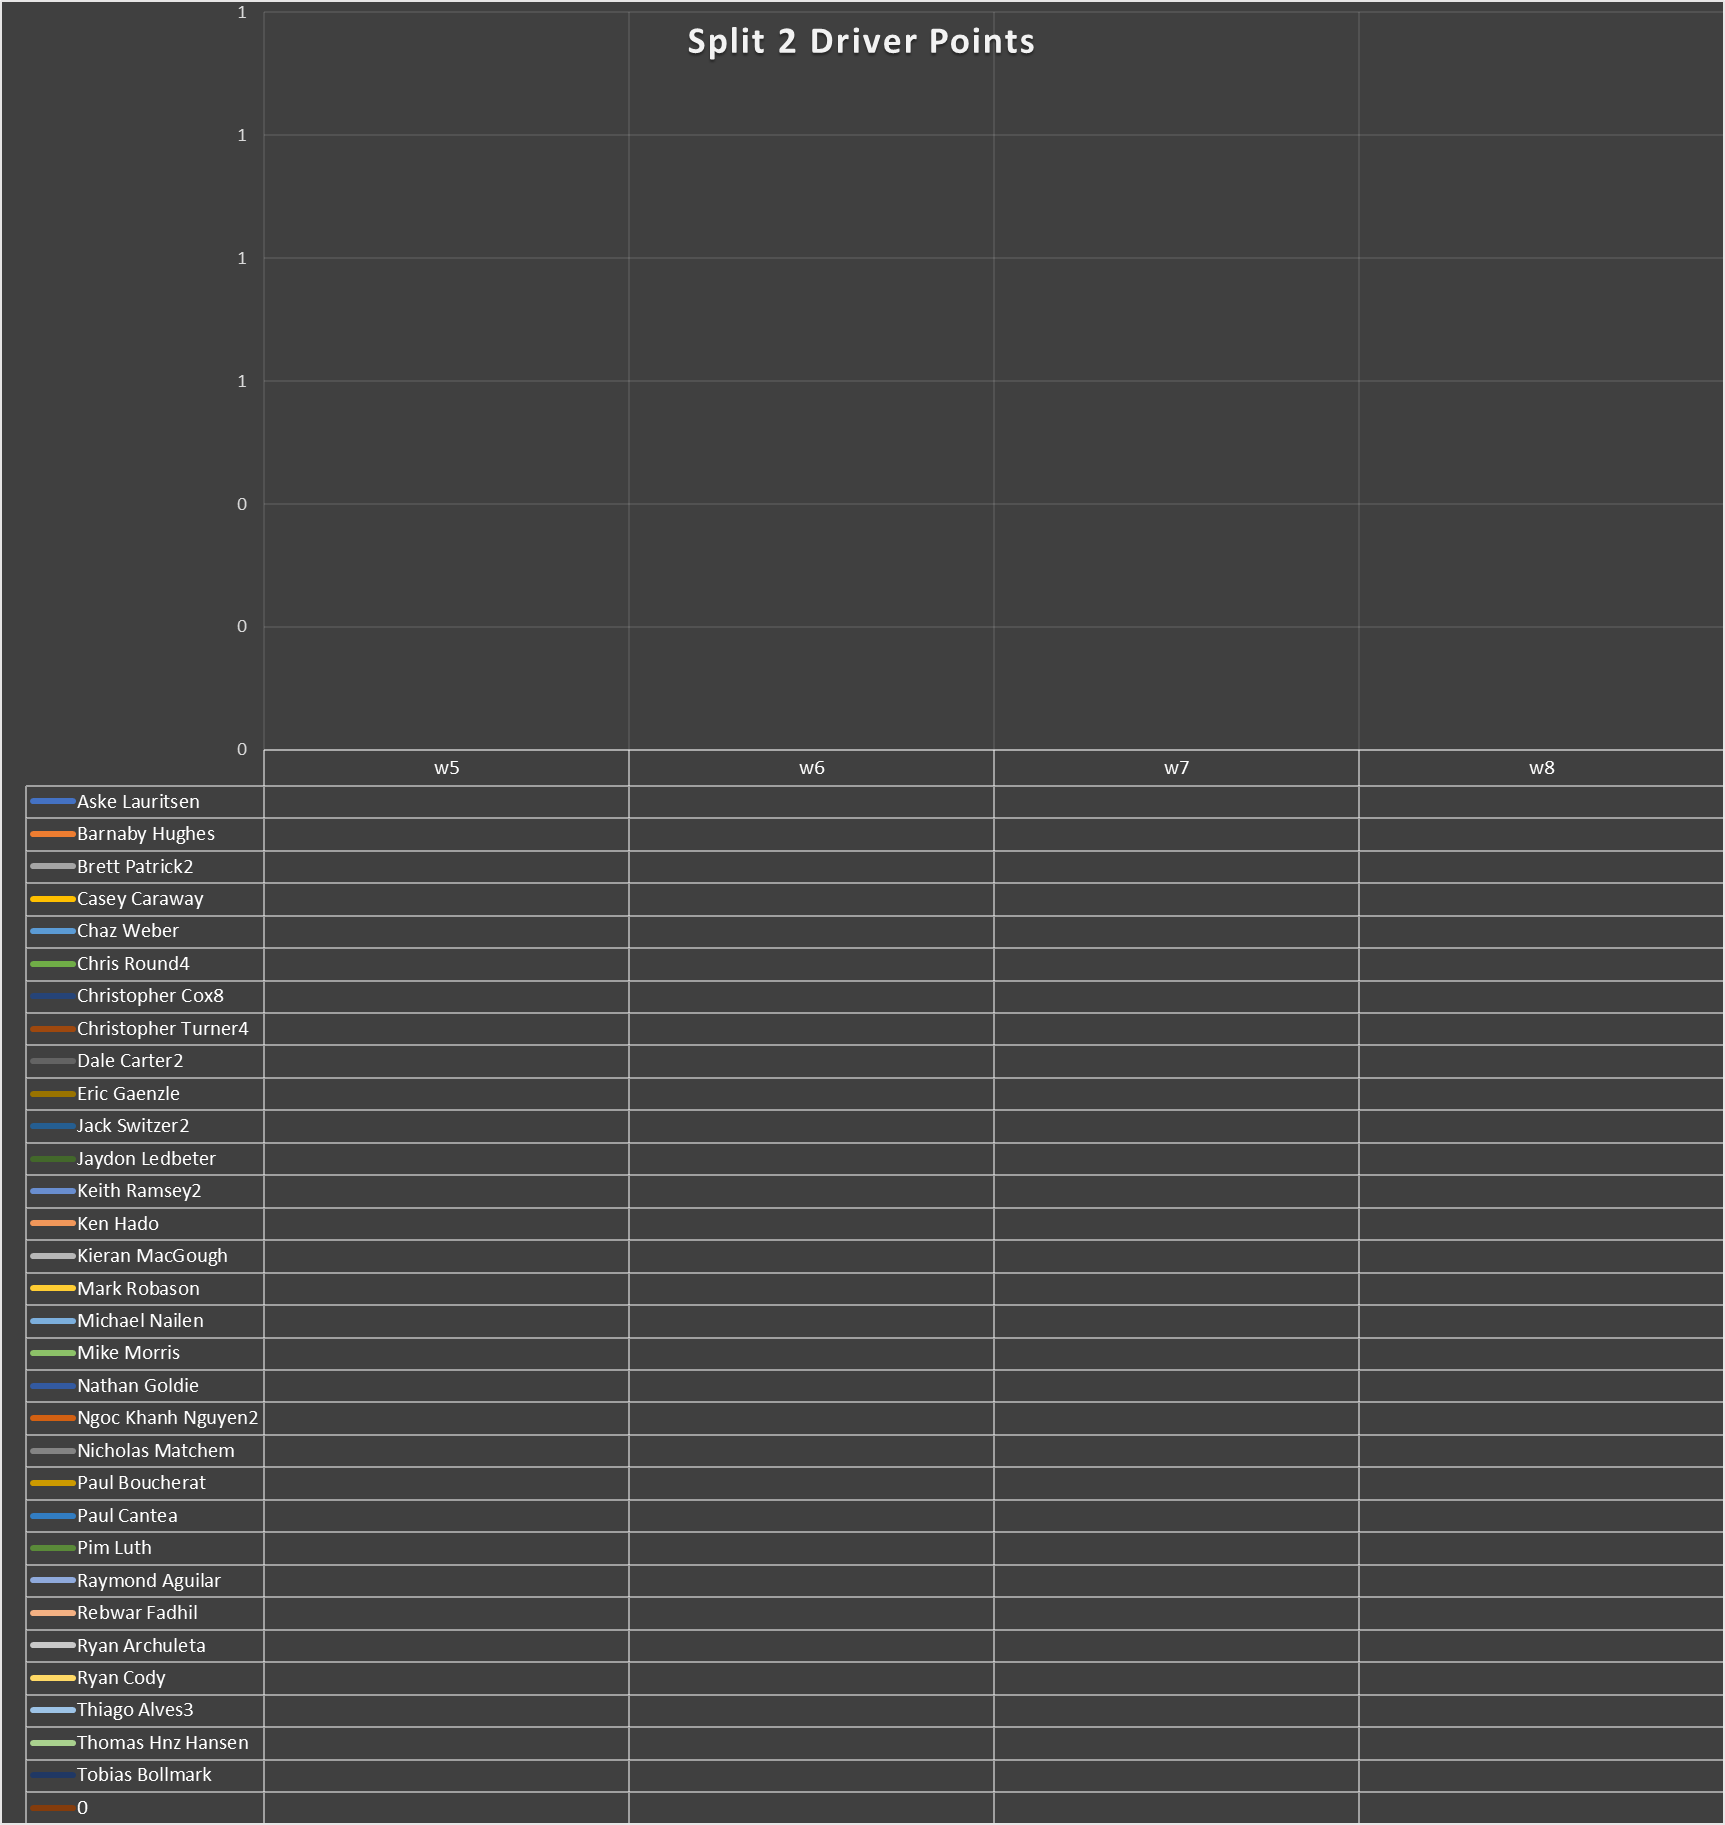 Split 2 Driver Points
1
1
1
1
0
0
0
w5 w6 w7 w8
Aske Lauritsen
Barnaby Hughes
Brett Patrick2
Casey Caraway
Chaz Weber
Chris Round4
Christopher Cox8
Christopher Turner4
Dale Carter2
Eric Gaenzle
Jack Switzer2
Jaydon Ledbeter
Keith Ramsey2
Ken Hado
Kieran MacGough
Mark Robason
Michael Nailen
Mike Morris
Nathan Goldie
Ngoc Khanh Nguyen2
Nicholas Matchem
Paul Boucherat
Paul Cantea
Pim Luth
Raymond Aguilar
Rebwar Fadhil
Ryan Archuleta
Ryan Cody
Thiago Alves3
Thomas Hnz Hansen
Tobias Bollmark
0